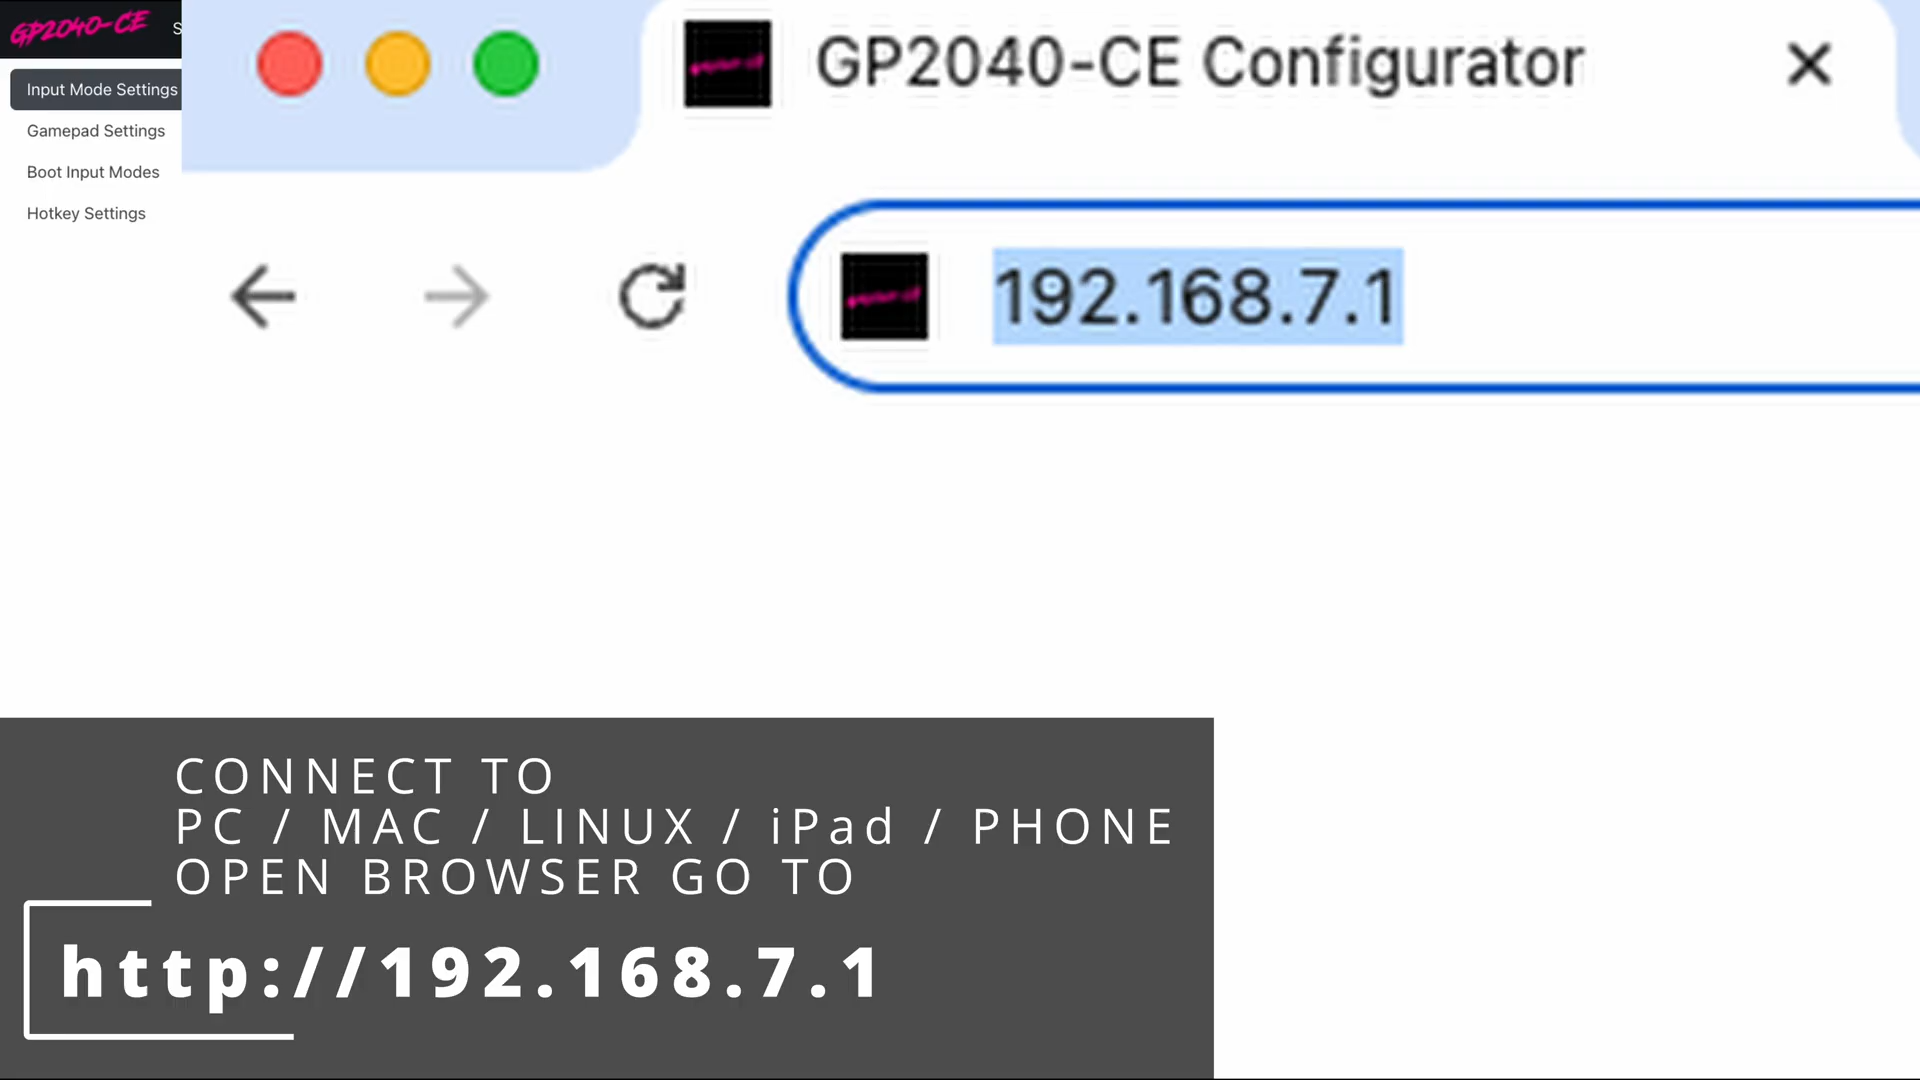 GP2040-CE S
Input Mode Settings
Gamepad Settings
Boot Input Modes
Hotkey Settings
GP2040-CE Configurator
192.168.7.1
CONNECT TO
PC / MAC / LINUX / iPad / PHONE
OPEN BROWSER GO TO
http://192.168.7.1